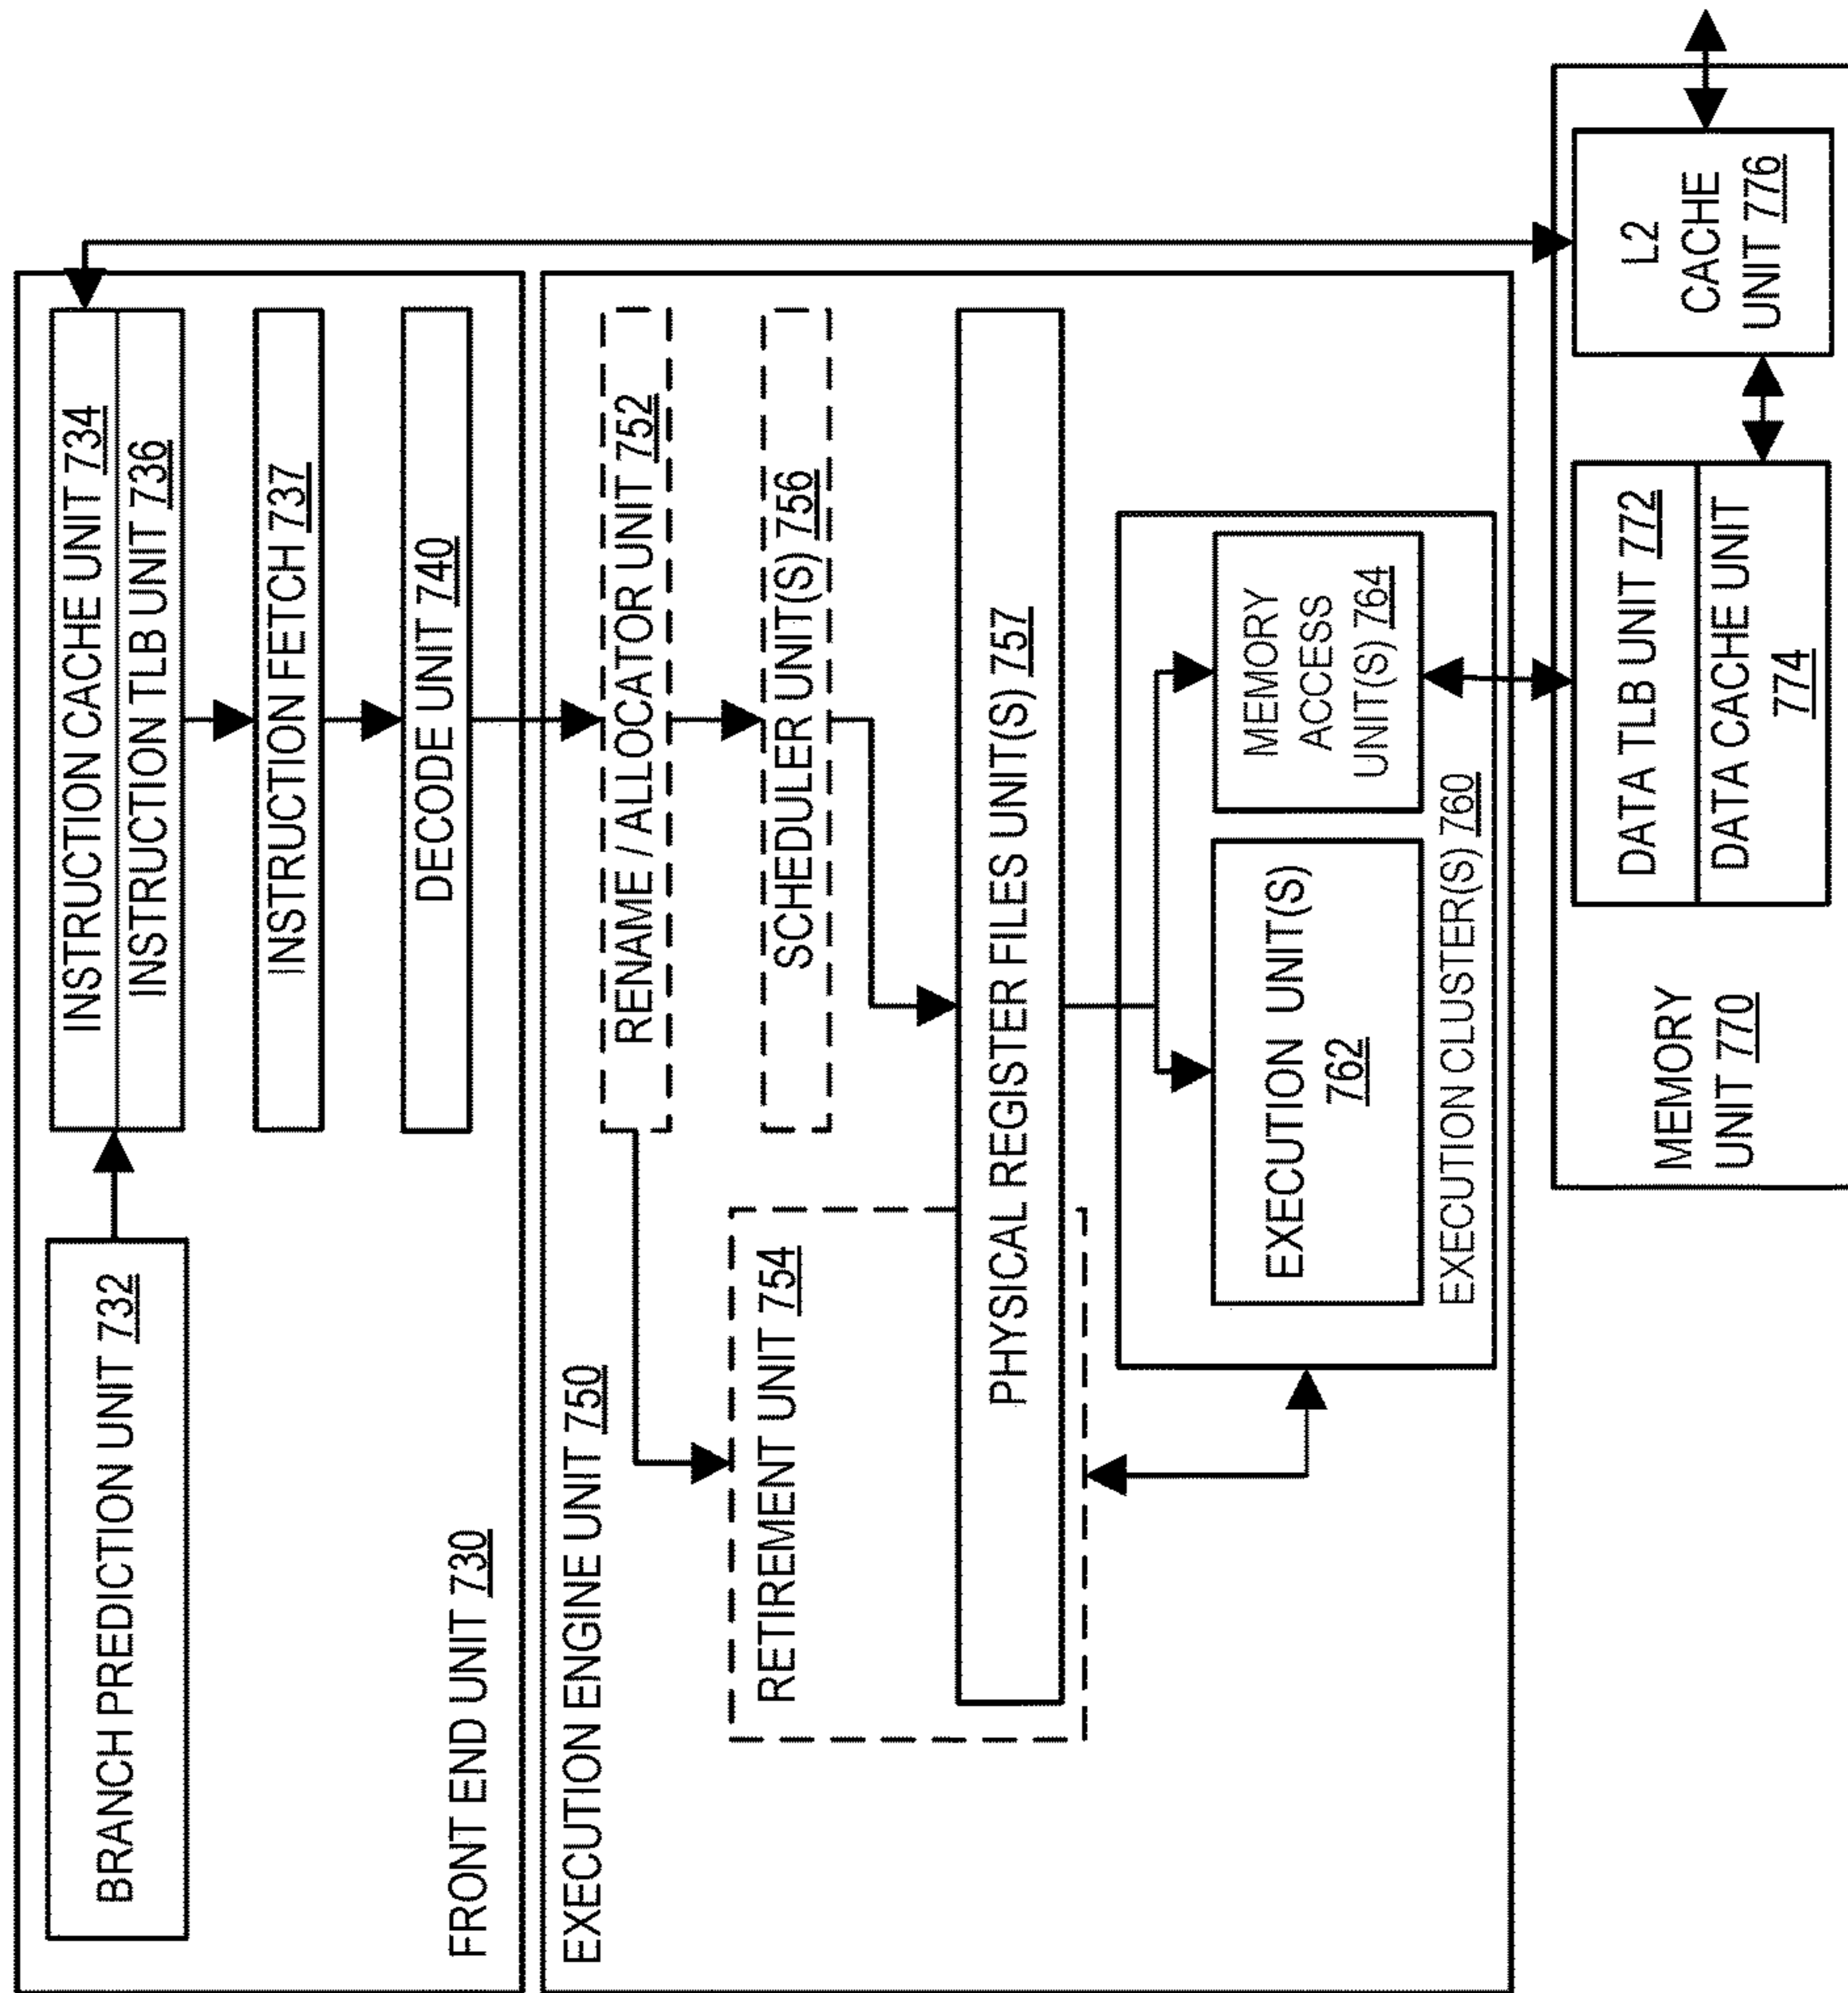 BRANCH PREDICTION UNIT 732
INSTRUCTION CACHE UNIT 734
INSTRUCTION TLB UNIT 736
INSTRUCTION FETCH 737
DECODE UNIT 740
FRONT END UNIT 730
EXECUTION ENGINE UNIT 750
RENAME / ALLOCATOR UNIT 752
RETIREMENT UNIT 754
SCHEDULER UNIT(S) 756
PHYSICAL REGISTER FILES UNIT(S) 757
EXECUTION UNIT(S)
762
MEMORY
ACCESS
UNIT(S) 764
EXECUTION CLUSTER(S) 760
MEMORY
UNIT 770
DATA TLB UNIT 772
DATA CACHE UNIT
774
L2
CACHE
UNIT 776